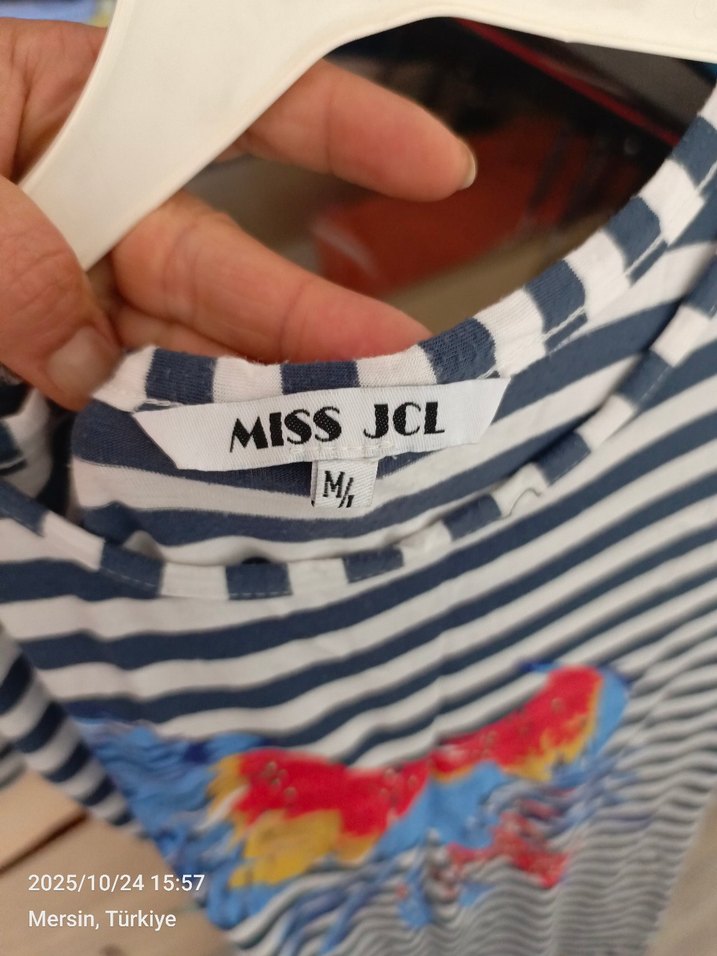 MISS JCL
M/
2025/10/24 15:57
Mersin, Türkiye